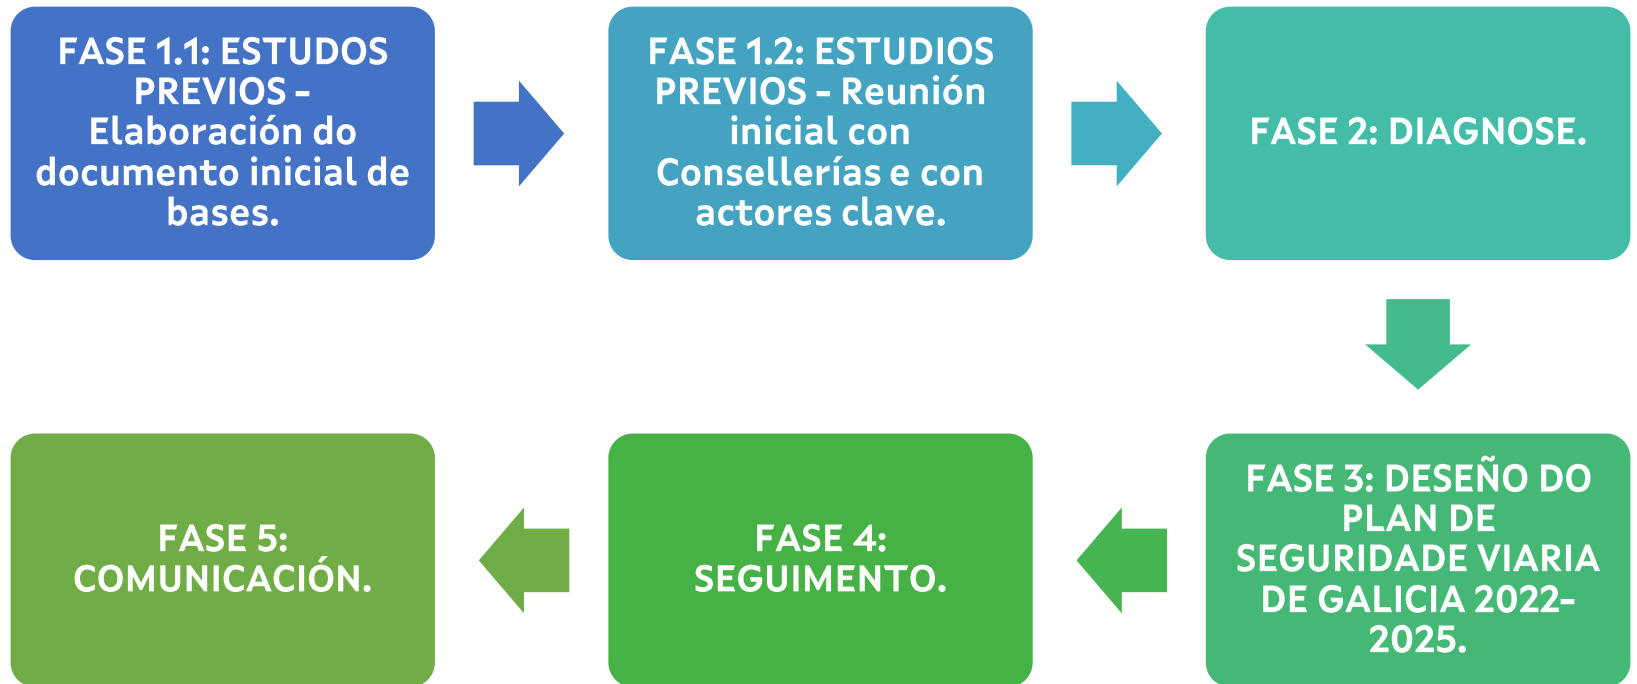 FASE 1.1: ESTUDOS
PREVIOS -
Elaboración do
documento inicial de
bases.
FASE 1.2: ESTUDIOS
PREVIOS - Reunión
inicial con
Consellerías e con
actores clave.
FASE 2: DIAGNOSE.
FASE 3: DESEÑO DO
PLAN DE
SEGURIDADE VIARIA
DE GALICIA 2022-
2025.
FASE 4:
SEGUIMENTO.
FASE 5:
COMUNICACIÓN.